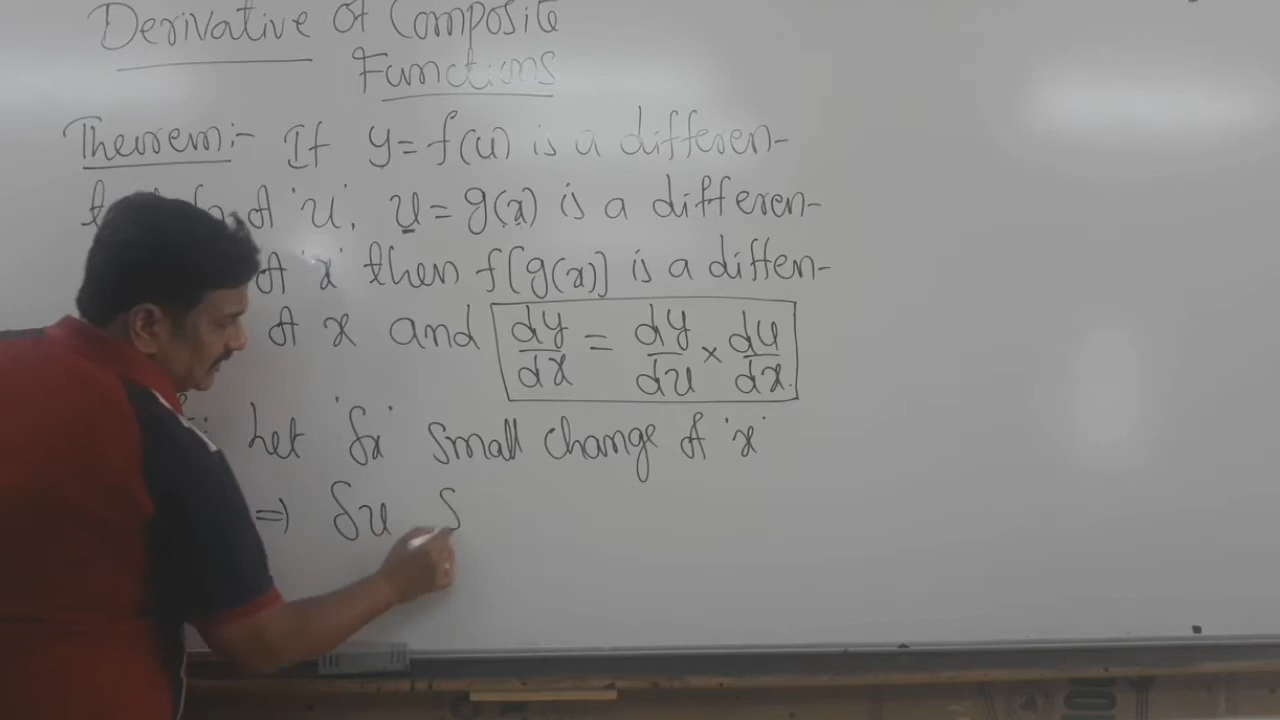 Derivative of Composite
Functions
Theorem:- If y = f(u) is a differen-
of 'u', u = g(x) is a differen-
of 'x' then f[g(x)] is a differen-
of x and dy/dx = dy/du × du/dx
Let 'δx' small change of 'x'
⇒ δu S